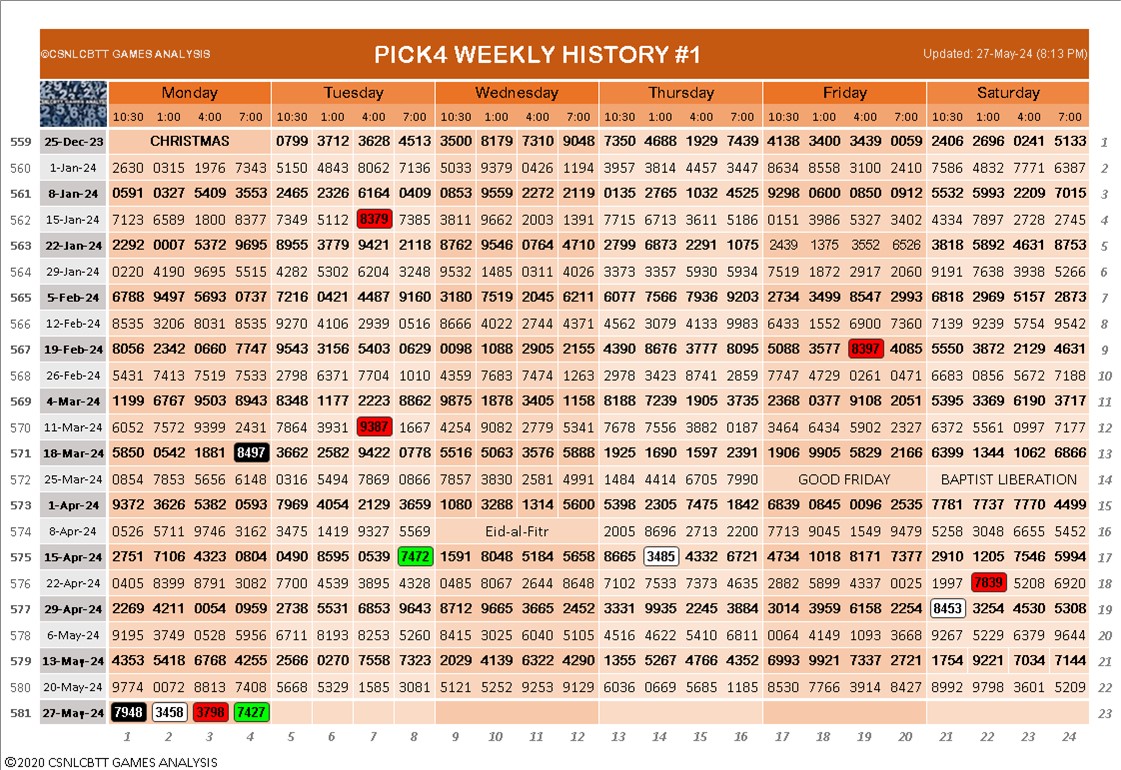 ©CSNLCBTT GAMES ANALYSIS PICK4 WEEKLY HISTORY #1 Updated: 27-May-24 (8:13 PM)
Monday Tuesday Wednesday Thursday Friday Saturday
10:30 1:00 4:00 7:00 10:30 1:00 4:00 7:00 10:30 1:00 4:00 7:00 10:30 1:00 4:00 7:00 10:30 1:00 4:00 7:00 10:30 1:00 4:00 7:00
559 25-Dec-23 CHRISTMAS 0799 3712 3628 4513 3500 8179 7310 9048 7350 4688 1929 7439 4138 3400 3439 0059 2406 2696 0241 5133 1
560 1-Jan-24 2630 0315 1976 7343 5150 4843 8062 7136 5033 9379 0426 1194 3957 3814 4457 3447 8634 8558 3100 2410 7586 4832 7771 6387 2
561 8-Jan-24 0591 0327 5409 3553 2465 2326 6164 0409 0853 9559 2272 2119 0135 2765 1032 4525 9298 0600 0850 0912 5532 5993 2209 7015 3
562 15-Jan-24 7123 6589 1800 8377 7349 5112 8379 7385 3811 9662 2003 1391 7715 6713 3611 5186 0151 3986 5327 3402 4334 7897 2728 2745 4
563 22-Jan-24 2292 0007 5372 9695 8955 3779 9421 2118 8762 9546 0764 4710 2799 6873 2291 1075 2439 1375 3552 6526 3818 5892 4631 8753 5
564 29-Jan-24 0220 4190 9695 5515 4282 5302 6204 3248 9532 1485 0311 4026 3373 3357 5930 5934 7519 1872 2917 2060 9191 7638 3938 5266 6
565 5-Feb-24 6788 9497 5693 0737 7216 0421 4487 9160 3180 7519 2045 6211 6077 7566 7936 9203 2734 3499 8547 2993 6818 2969 5157 2873 7
566 12-Feb-24 8535 3206 8031 8535 9270 4106 2939 0516 8666 4022 2744 4371 4562 3079 4133 9983 6433 1552 6900 7360 7139 9239 5754 9542 8
567 19-Feb-24 8056 2342 0660 7747 9543 3156 5403 0629 0098 1088 2905 2155 4390 8676 3777 8095 5088 3577 8397 4085 5550 3872 2129 4631 9
568 26-Feb-24 5431 7413 7519 7533 2798 6371 7704 1010 4359 7683 7474 1263 2978 3423 8741 2859 7747 4729 0261 0471 6683 0856 5672 7188 10
569 4-Mar-24 1199 6767 9503 8943 8348 1177 2223 8862 9875 1878 3405 1158 8188 7239 1905 3735 2368 0377 9108 2051 5395 3369 6190 3717 11
570 11-Mar-24 6052 7572 9399 2431 7864 3931 9387 1667 4254 9082 2779 5341 7678 7556 3882 0187 3464 6434 5902 2327 6372 5561 0997 7177 12
571 18-Mar-24 5850 0542 1881 8497 3662 2582 9422 0778 5516 5063 3576 5888 1925 1690 1597 2391 1906 9905 5829 2166 6399 1344 1062 6866 13
572 25-Mar-24 0854 7853 5656 6148 0316 5494 7869 0866 7857 3830 2581 4991 1484 4414 6705 7990 GOOD FRIDAY BAPTIST LIBERATION 14
573 1-Apr-24 9372 3626 5382 0593 7969 4054 2129 3659 1080 3288 1314 5600 5398 2305 7475 1842 6839 0845 0096 2535 7781 7737 7770 4499 15
574 8-Apr-24 0526 5711 9746 3162 3475 1419 9327 5569 Eid-al-Fitr 2005 8696 2713 2200 7713 9045 1549 9479 5258 3048 6655 5452 16
575 15-Apr-24 2751 7106 4323 0804 0490 8595 0539 7472 1591 8048 5184 5658 8665 3485 4332 6721 4734 1018 8171 7377 2910 1205 7546 5994 17
576 22-Apr-24 0405 8399 8791 3082 7700 4539 3895 4328 0485 8067 2644 8648 7102 7533 7373 4635 2882 5899 4337 0025 1997 7839 5208 6920 18
577 29-Apr-24 2269 4211 0054 0959 2738 5531 6853 9643 8712 9665 3665 2452 3331 9935 2245 3884 3014 3959 6158 2254 8453 3254 4530 5308 19
578 6-May-24 9195 3749 0528 5956 6711 8193 8253 5260 8415 3025 6040 5105 4516 4622 5410 6811 0064 4149 1093 3668 9267 5229 6379 9644 20
579 13-May-24 4353 5418 6768 4255 2566 0270 7558 7323 2029 4139 6322 4290 1355 5267 4766 4352 6993 9921 7337 2721 1754 9221 7034 7144 21
580 20-May-24 9774 0072 8813 7408 5668 5329 1585 3081 5121 5252 9253 9129 6036 0669 5685 1185 8530 7766 3914 8427 8992 9798 3601 5209 22
581 27-May-24 7948 3458 3798 7427 23
1 2 3 4 5 6 7 8 9 10 11 12 13 14 15 16 17 18 19 20 21 22 23 24
©2020 CSNLCBTT GAMES ANALYSIS